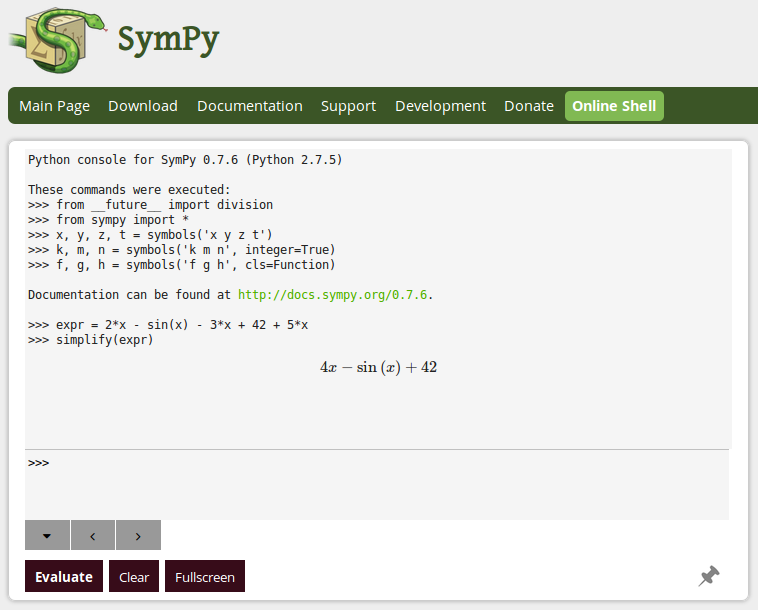 SymPy
Main Page Download Documentation Support Development Donate Online Shell
Python console for SymPy 0.7.6 (Python 2.7.5)
These commands were executed:
>>> from __future__ import division
>>> from sympy import *
>>> x, y, z, t = symbols('x y z t')
>>> k, m, n = symbols('k m n', integer=True)
>>> f, g, h = symbols('f g h', cls=Function)
Documentation can be found at http://docs.sympy.org/0.7.6.
>>> expr = 2*x - sin(x) - 3*x + 42 + 5*x
>>> simplify(expr)
4x − sin (x) + 42
>>>
Evaluate Clear Fullscreen